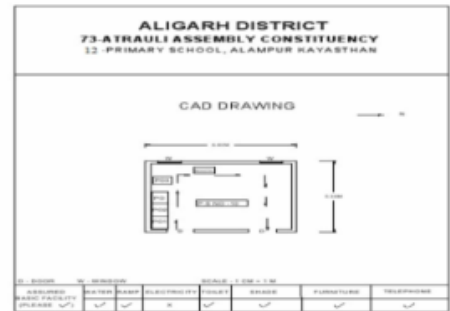 ALIGARH DISTRICT
73-ATRAULI ASSEMBLY CONSTITUENCY
12 -PRIMARY SCHOOL, ALAMPUR KAYASTHAN
CAD DRAWING
N
W W
D D
D - DOOR W - WINDOW SCALE - 1 CM = 1 M
ASSURED BASIC FACILITY (PLEASE ✓) WATER RAMP ELECTRICITY TOILET SHADE FURNITURE TELEPHONE
✓ ✓ X ✓ ✓ ✓ ✓